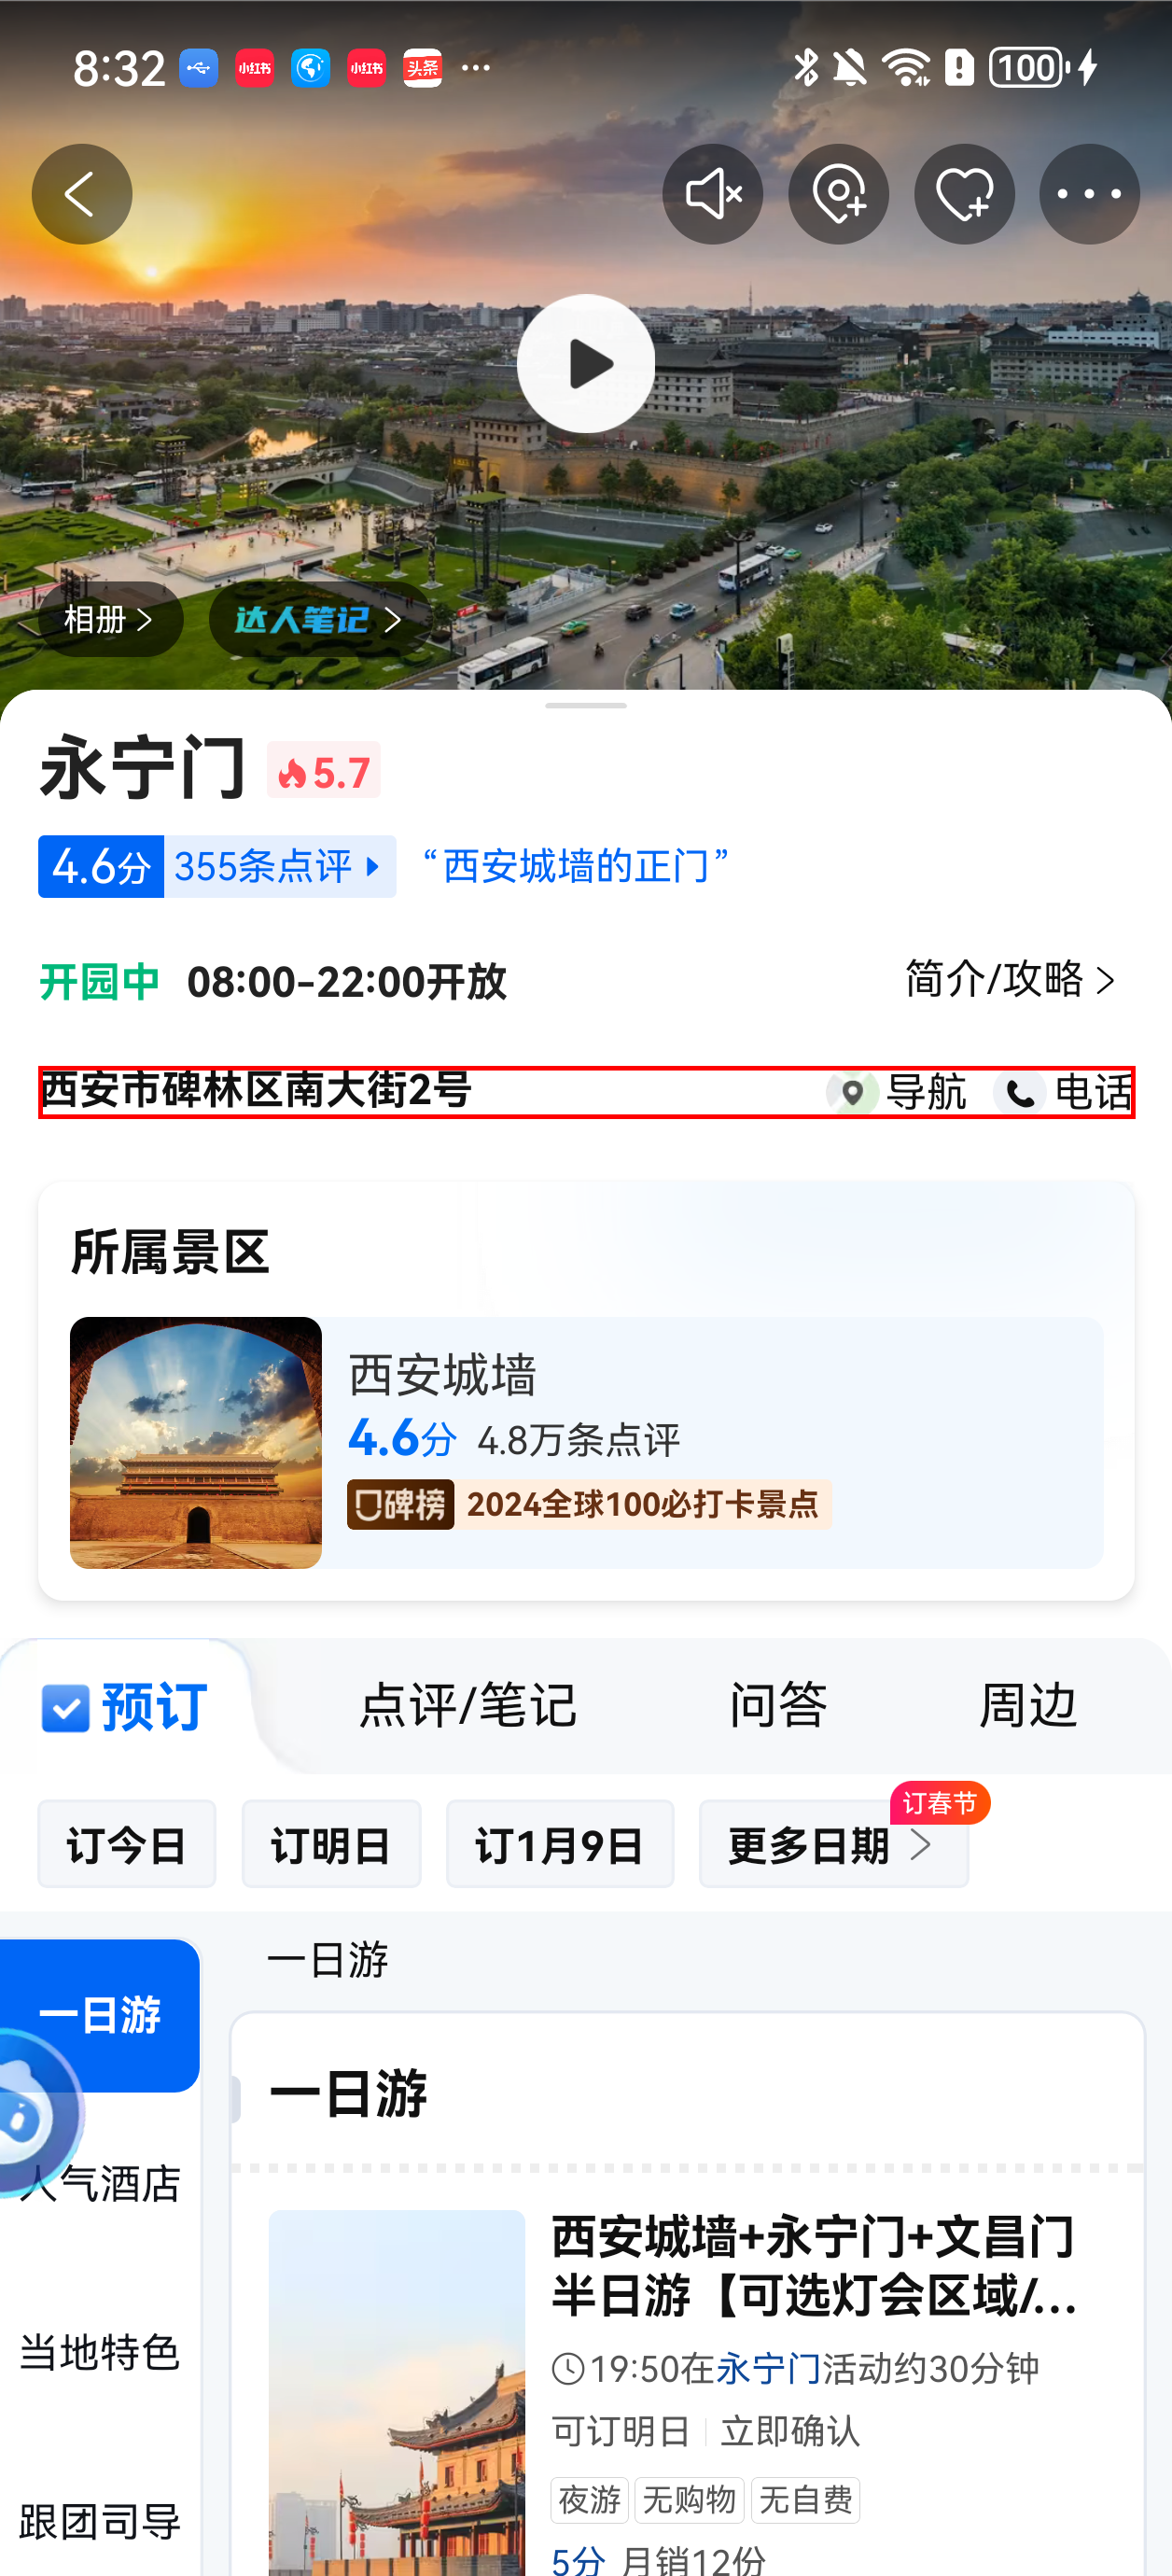 8:32
小红书
小红书
头条
100
相册
达人笔记
永宁门
5.7
4.6分 355条点评 “西安城墙的正门”
开园中 08:00-22:00开放 简介/攻略
西安市碑林区南大街2号 导航 电话
所属景区
西安城墙
4.6分 4.8万条点评
口碑榜 2024全球100必打卡景点
预订 点评/笔记 问答 周边
订春节
订今日 订明日 订1月9日 更多日期
一日游
一日游
一日游
人气酒店
当地特色
跟团司导
西安城墙+永宁门+文昌门
半日游【可选灯会区域/...
19:50在永宁门活动约30分钟
可订明日 立即确认
夜游 无购物 无自费
5分 月销12份